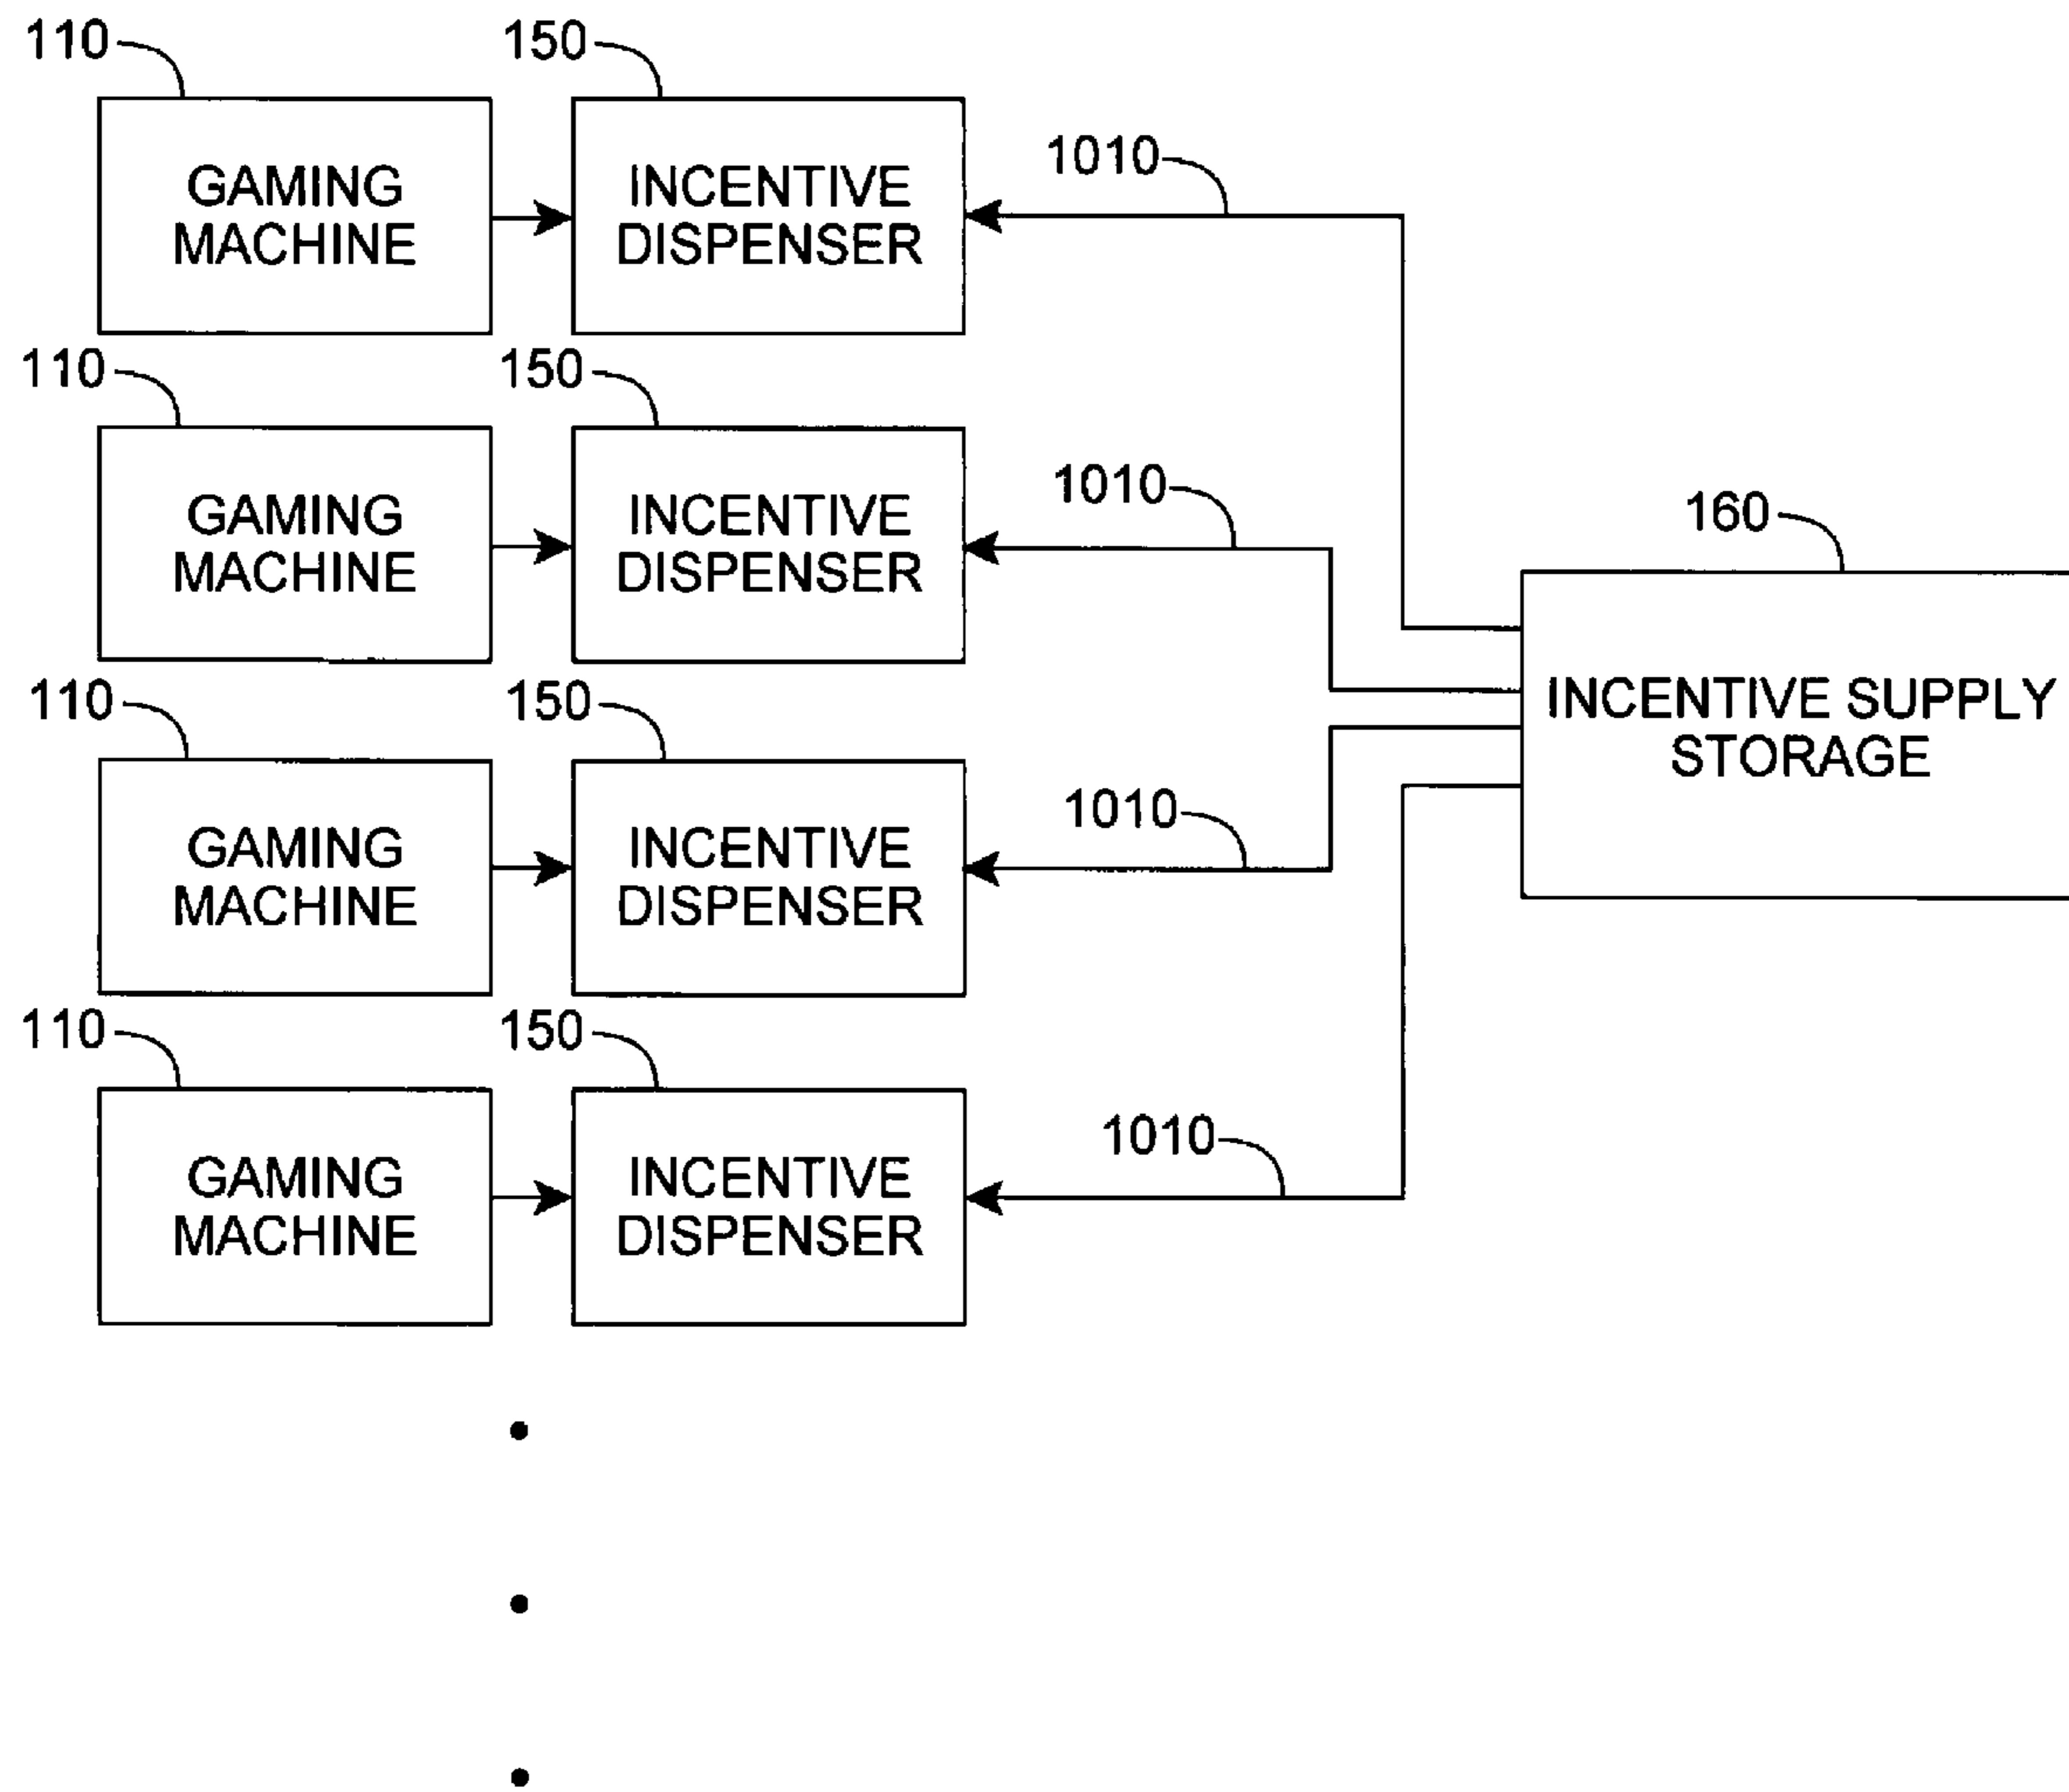 110
150
GAMING
MACHINE
INCENTIVE
DISPENSER
1010
110
150
GAMING
MACHINE
INCENTIVE
DISPENSER
1010
160
INCENTIVE SUPPLY
STORAGE
110
150
GAMING
MACHINE
INCENTIVE
DISPENSER
1010
110
150
GAMING
MACHINE
INCENTIVE
DISPENSER
1010